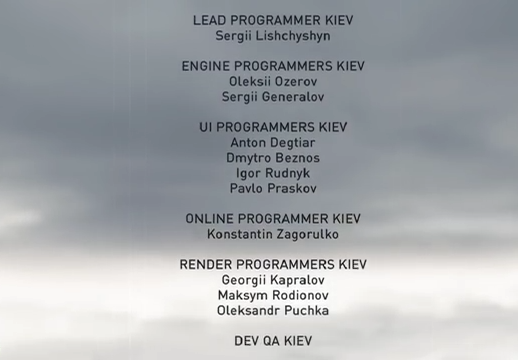 LEAD PROGRAMMER KIEV
Sergii Lishchyshyn
ENGINE PROGRAMMERS KIEV
Oleksii Ozerov
Sergii Generalov
UI PROGRAMMERS KIEV
Anton Degtiar
Dmytro Beznos
Igor Rudnyk
Pavlo Praskov
ONLINE PROGRAMMER KIEV
Konstantin Zagorulko
RENDER PROGRAMMERS KIEV
Georgii Kapralov
Maksym Rodionov
Oleksandr Puchka
DEV QA KIEV